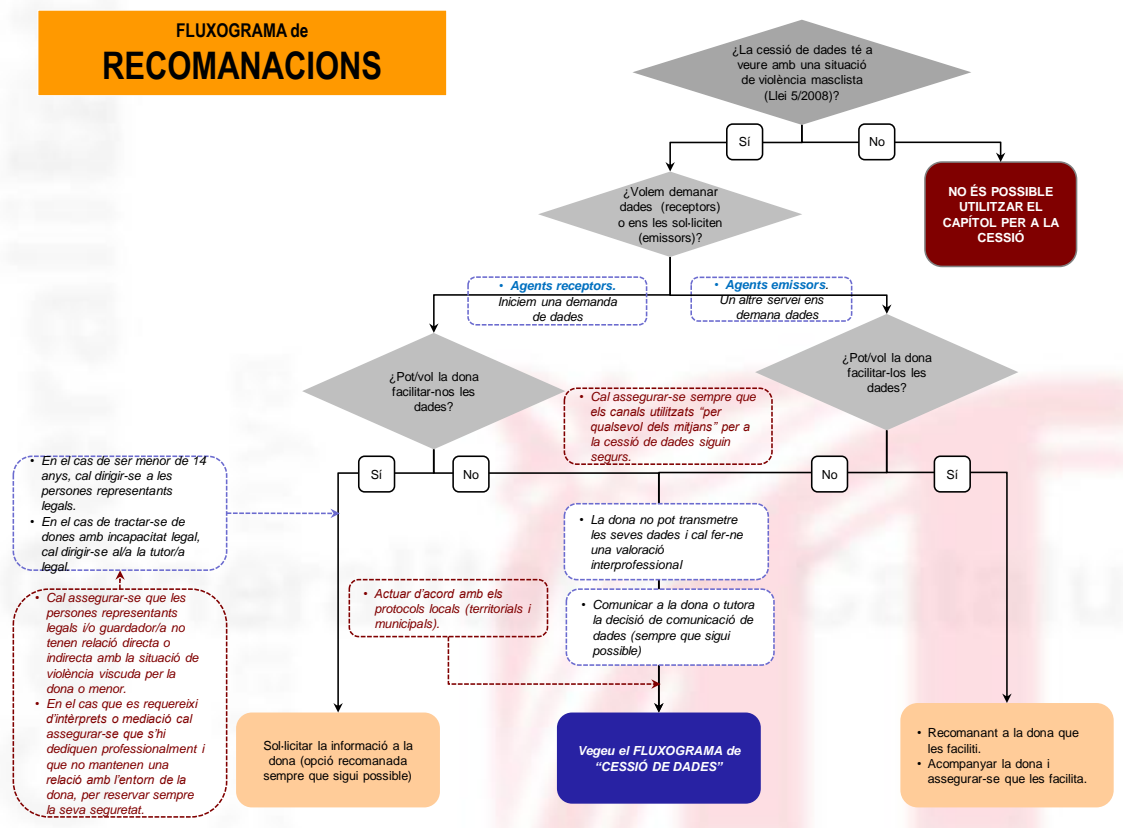 FLUXOGRAMA de
RECOMANACIONS
¿La cessió de dades té a
veure amb una situació
de violència masclista
(Llei 5/2008)?
Sí
No
NO ÉS POSSIBLE
UTILITZAR EL
CAPÍTOL PER A LA
CESSIÓ
¿Volem demanar
dades (receptors)
o ens les sol·liciten
(emissors)?
• Agents receptors.
Iniciem una demanda
de dades
• Agents emissors.
Un altre servei ens
demana dades
¿Pot/vol la dona
facilitar-nos les
dades?
¿Pot/vol la dona
facilitar-los les
dades?
• Cal assegurar-se sempre que
els canals utilitzats “per
qualsevol dels mitjans” per a
la cessió de dades siguin
segurs.
Sí
No
No
Sí
• En el cas de ser menor de 14
anys, cal dirigir-se a les
persones representants
legals.
• En el cas de tractar-se de
dones amb incapacitat legal,
cal dirigir-se al/a la tutor/a
legal.
• La dona no pot transmetre
les seves dades i cal fer-ne
una valoració
interprofessional
• Actuar d’acord amb els
protocols locals (territorials i
municipals).
• Comunicar a la dona o tutora
la decisió de comunicació de
dades (sempre que sigui
possible)
• Cal assegurar-se que les
persones representants
legals i/o guardador/a no
tenen relació directa o
indirecta amb la situació de
violència viscuda per la
dona o menor.
• En el cas que es requereixi
d’intèrprets o mediació cal
assegurar-se que s’hi
dediquen professionalment i
que no mantenen una
relació amb l’entorn de la
dona, per reservar sempre
la seva seguretat.
Sol·licitar la informació a la
dona (opció recomanada
sempre que sigui possible)
Vegeu el FLUXOGRAMA de
“CESSIÓ DE DADES”
• Recomanant a la dona que
les faciliti.
• Acompanyar la dona i
assegurar-se que les facilita.